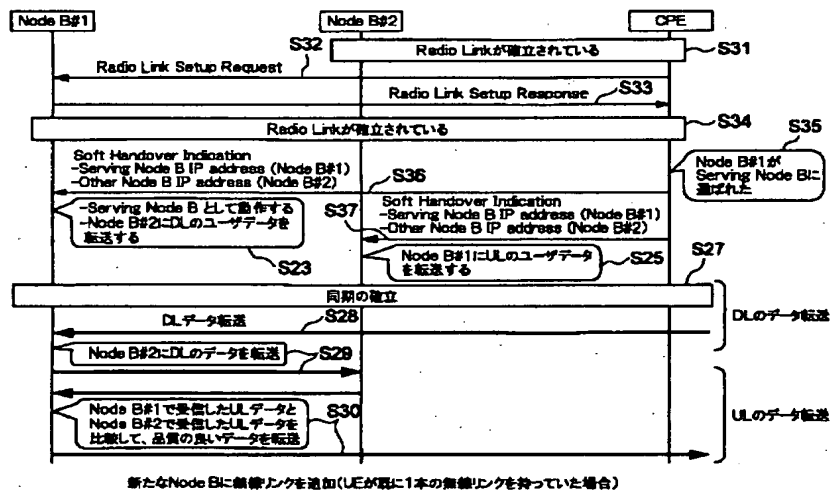 Node B#1
Node B#2
CPE
Radio Linkが確立されている
S31
S32
Radio Link Setup Request
Radio Link Setup Response
S33
Radio Linkが確立されている
S34
S35
Node B#1が
Serving Node Bに
選ばれた
Soft Handover Indication
-Serving Node B IP address (Node B#1)
-Other Node B IP address (Node B#2)
S36
-Serving Node B として動作する
-Node B#2にDLのユーザデータを
転送する
S23
S37
Soft Handover Indication
-Serving Node B IP address (Node B#1)
-Other Node B IP address (Node B#2)
Node B#1にULのユーザデータ
を転送する
S25
S27
同期の確立
DLデータ転送
S28
DLのデータ転送
Node B#2にDLのデータを転送
S29
Node B#1で受信したULデータと
Node B#2で受信したULデータを
比較して、品質の良いデータを転送
S30
ULのデータ転送
新たなNode Bに無線リンクを追加(UEが既に1本の無線リンクを持っていた場合)